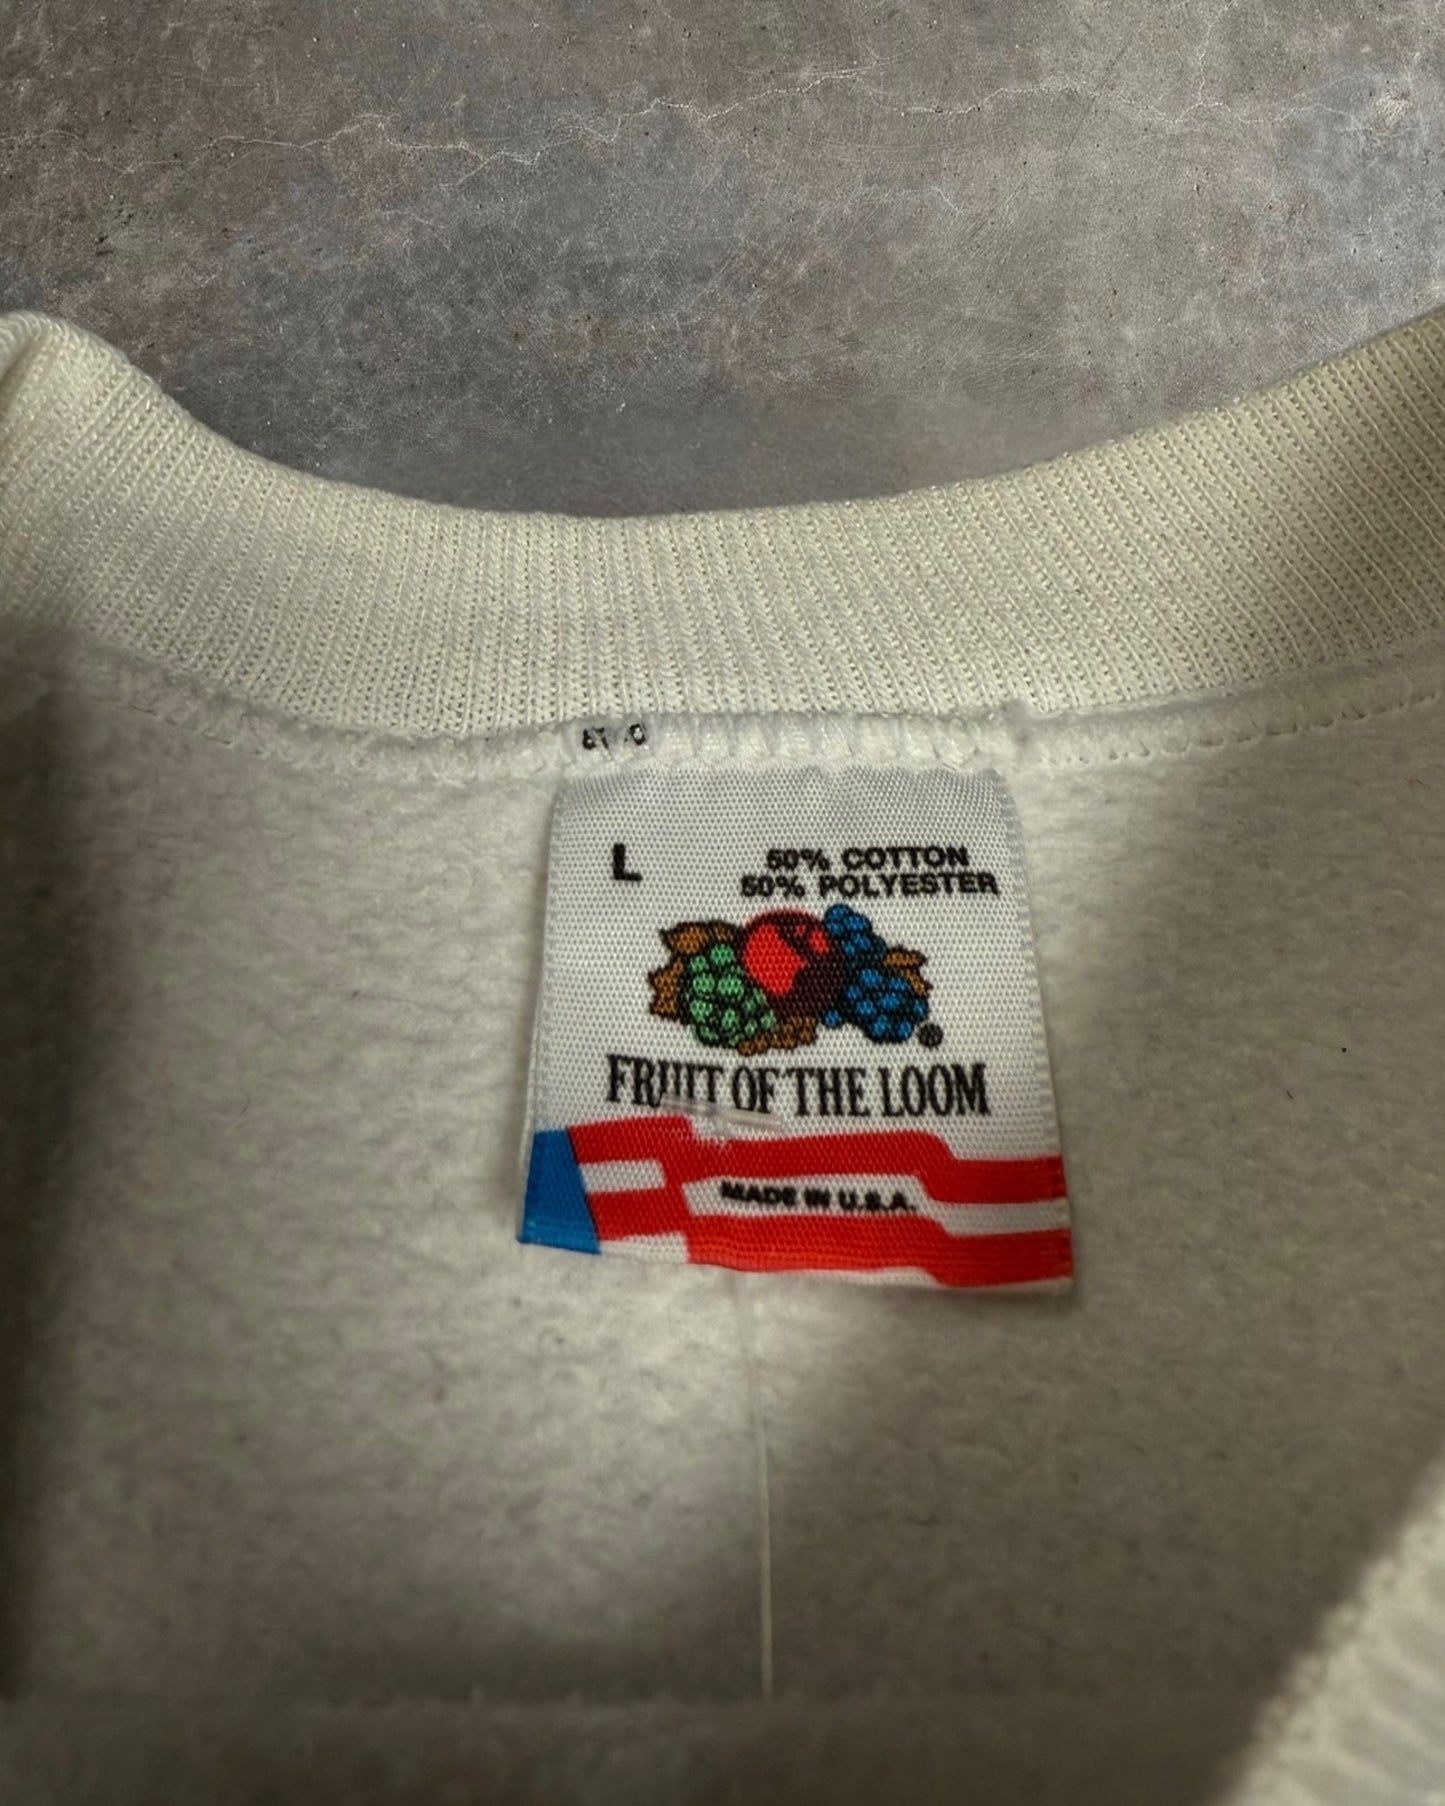 L
50% COTTON
50% POLYESTER
®
FRUIT OF THE LOOM
MADE IN U.S.A.